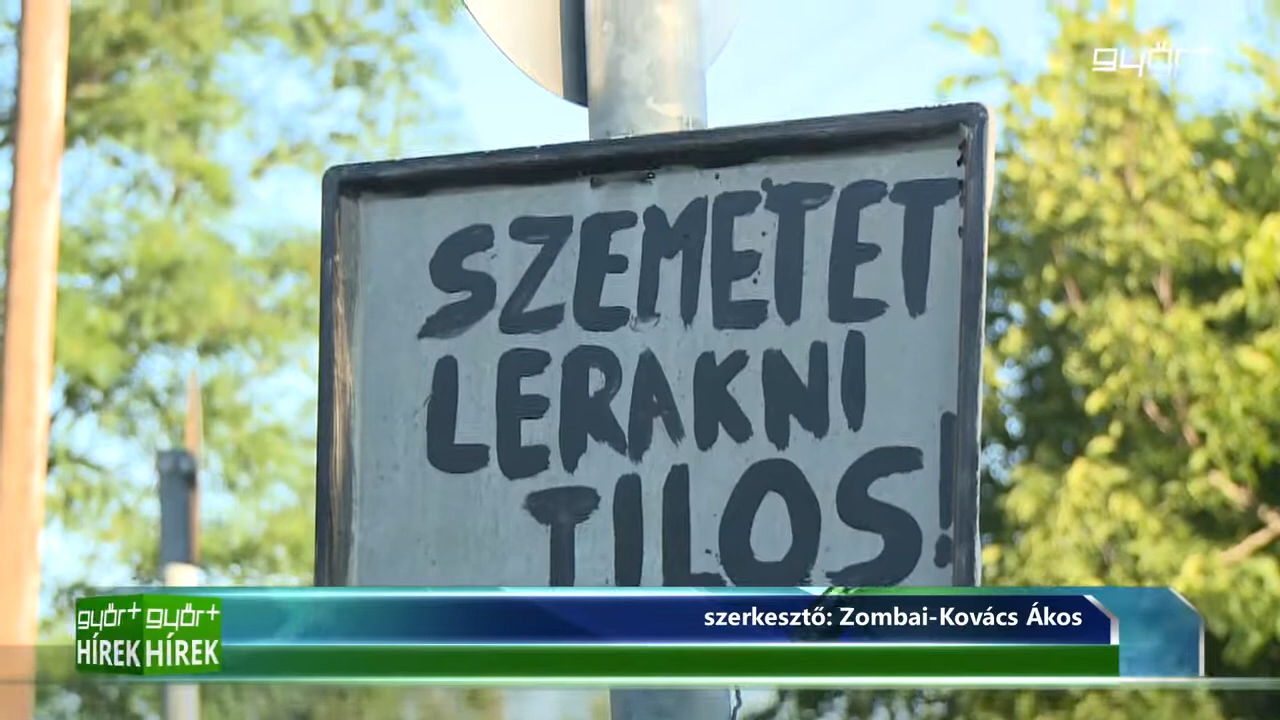 győr+
SZEMETET
LERAKNI
TILOS!
szerkesztő: Zombai-Kovács Ákos
győr+ győr+
HÍREK HÍREK